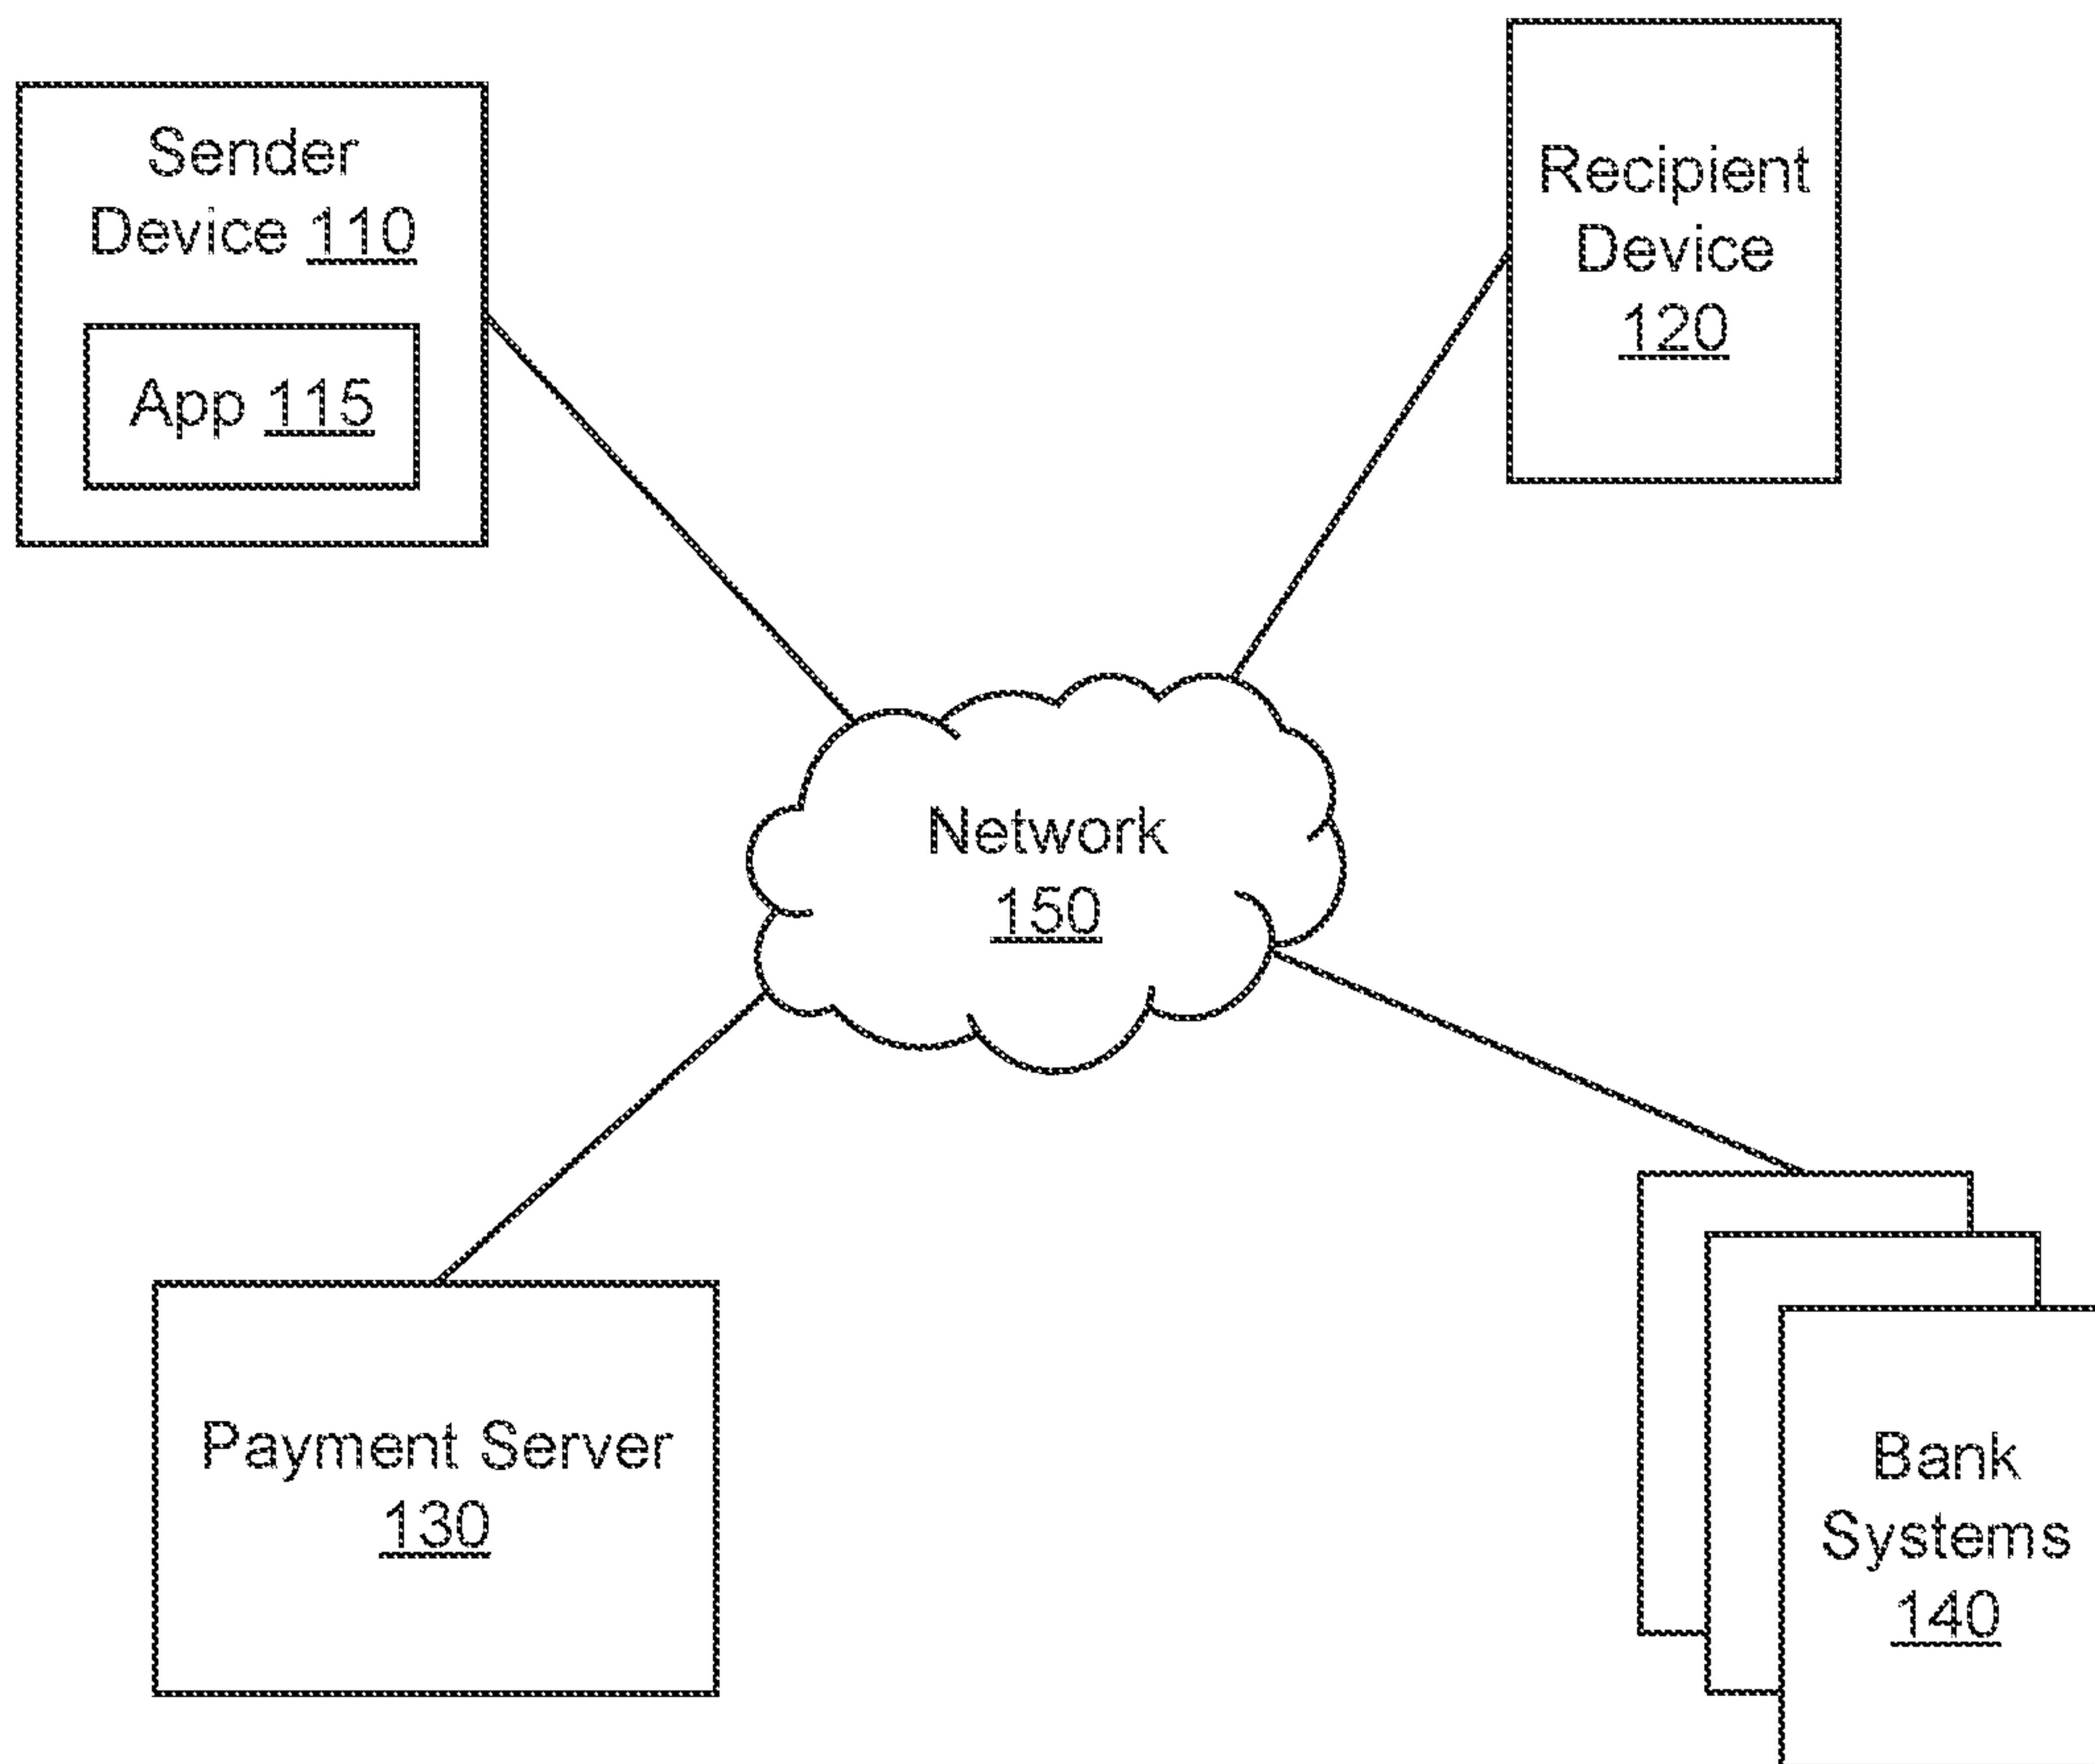 Sender
Device 110
App 115
Recipient
Device
120
Network
150
Payment Server
130
Bank
Systems
140